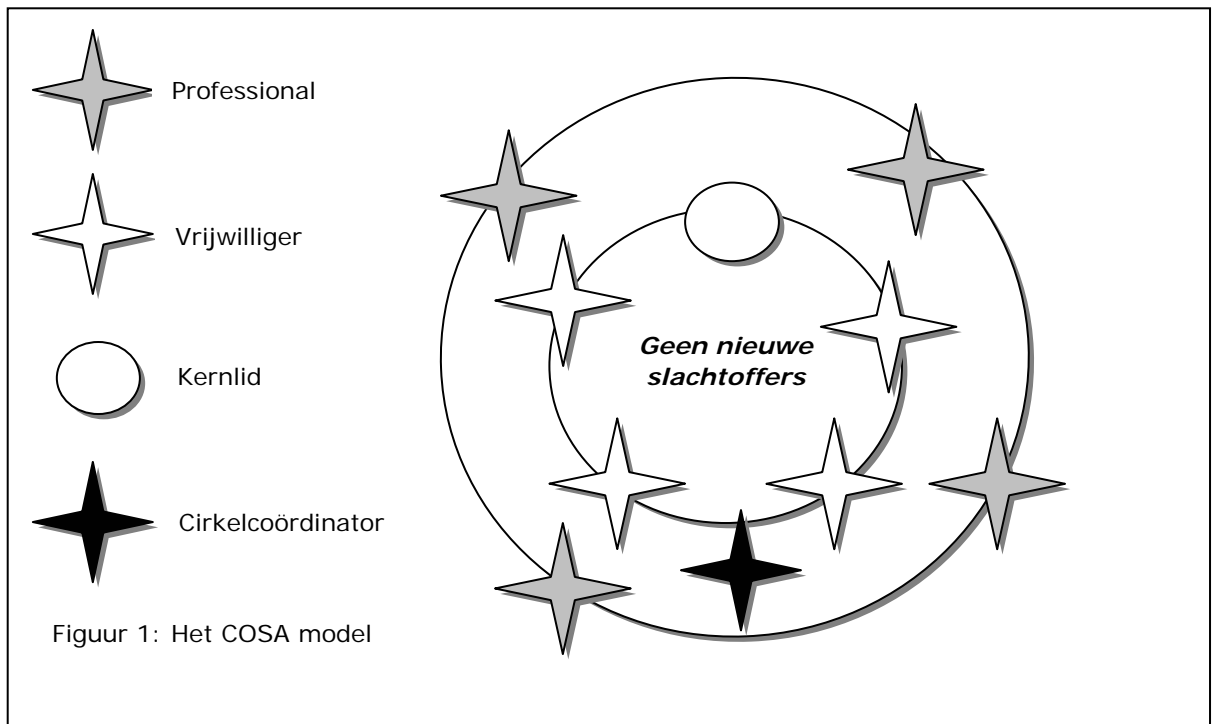 Professional
Vrijwilliger
Kernlid
Cirkelcoördinator
Geen nieuwe
slachtoffers
Figuur 1: Het COSA model